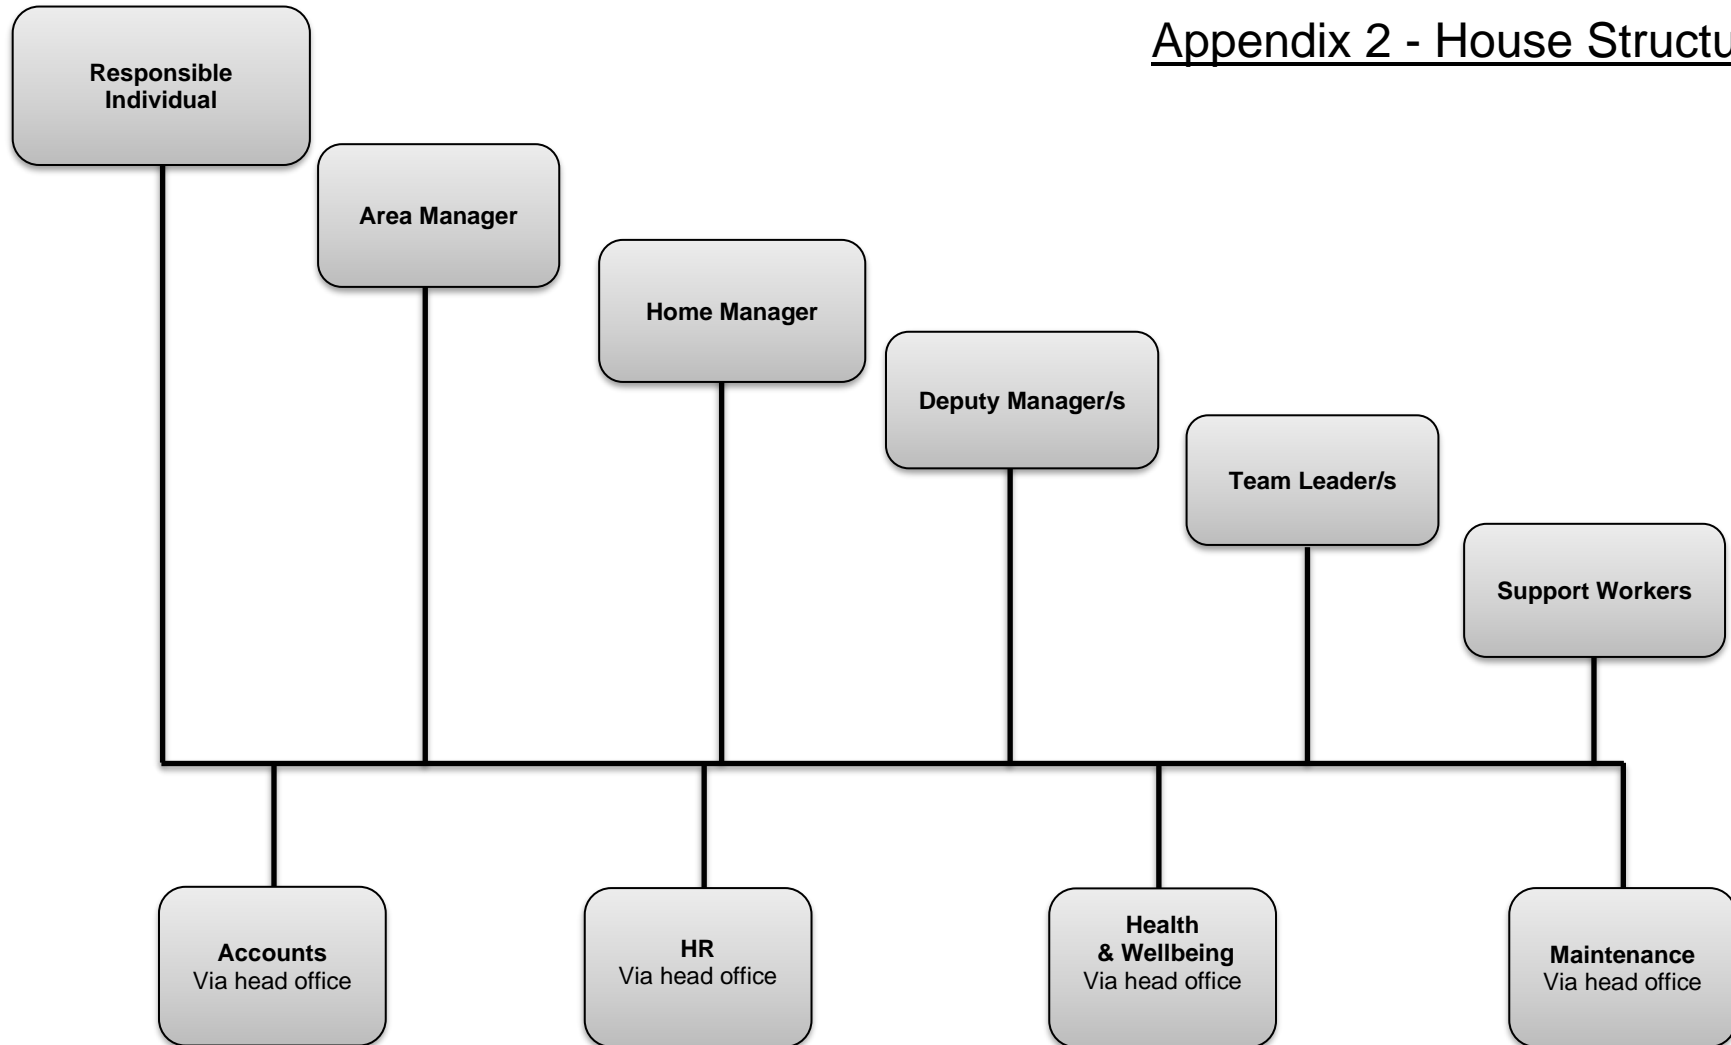 Appendix 2 - House Structu
Responsible
Individual
Area Manager
Home Manager
Deputy Manager/s
Team Leader/s
Support Workers
Accounts
Via head office
HR
Via head office
Health
& Wellbeing
Via head office
Maintenance
Via head office